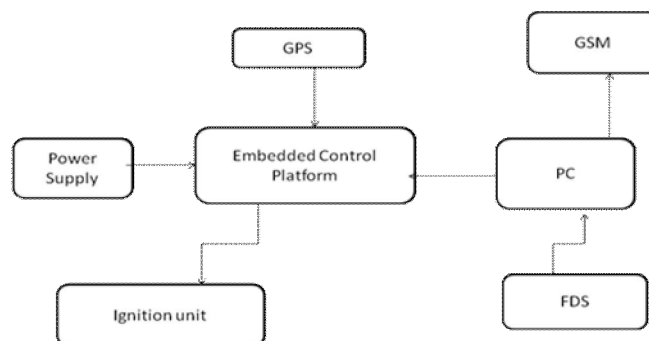 GPS
GSM
Power
Supply
Embedded Control
Platform
PC
Ignition unit
FDS